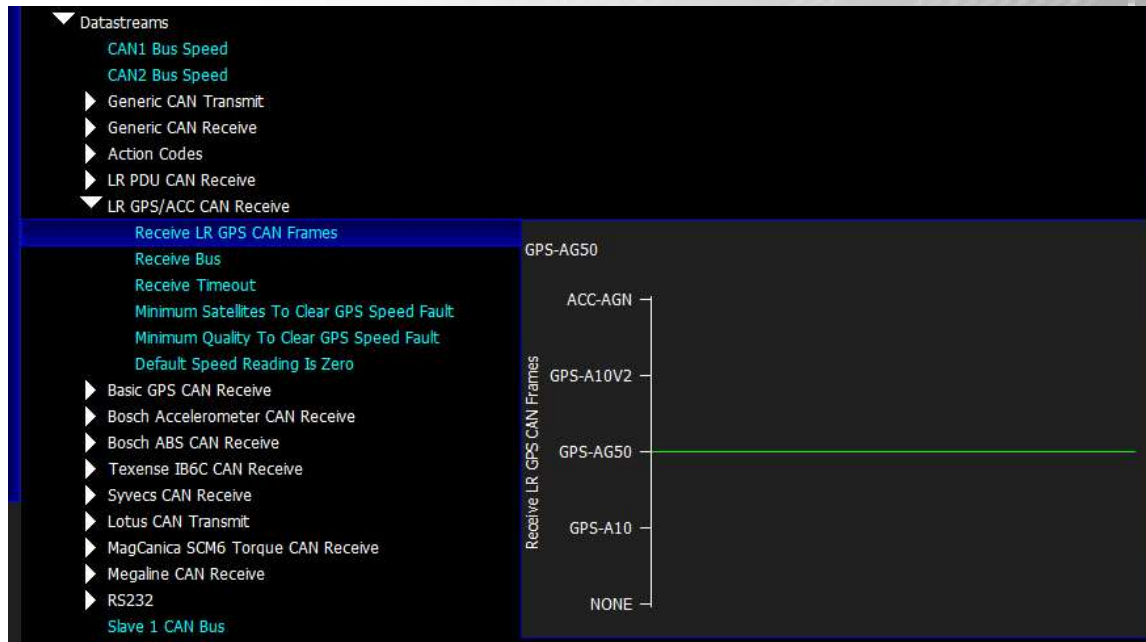 Datastreams
CAN1 Bus Speed
CAN2 Bus Speed
Generic CAN Transmit
Generic CAN Receive
Action Codes
LR PDU CAN Receive
LR GPS/ACC CAN Receive
Receive LR GPS CAN Frames
Receive Bus
Receive Timeout
Minimum Satellites To Clear GPS Speed Fault
Minimum Quality To Clear GPS Speed Fault
Default Speed Reading Is Zero
Basic GPS CAN Receive
Bosch Accelerometer CAN Receive
Bosch ABS CAN Receive
Texense IB6C CAN Receive
Syvecs CAN Receive
Lotus CAN Transmit
MagCanica SCM6 Torque CAN Receive
Megaline CAN Receive
RS232
Slave 1 CAN Bus
GPS-AG50
Receive LR GPS CAN Frames
ACC-AGN
GPS-A10V2
GPS-AG50
GPS-A10
NONE